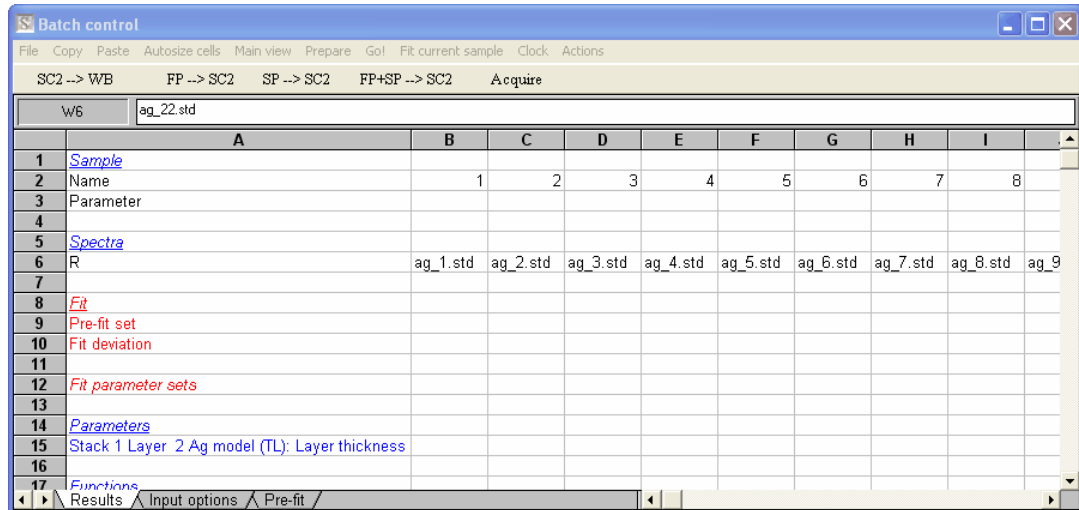 Batch control
File Copy Paste Autosize cells Main view Prepare Go! Fit current sample Clock Actions
SC2 --> WB FP --> SC2 SP --> SC2 FP+SP --> SC2 Acquire
W6 ag_22.std
A B C D E F G H I
1 Sample
2 Name 1 2 3 4 5 6 7 8
3 Parameter
4
5 Spectra
6 R ag_1.std ag_2.std ag_3.std ag_4.std ag_5.std ag_6.std ag_7.std ag_8.std ag_9
7
8 Fit
9 Pre-fit set
10 Fit deviation
11
12 Fit parameter sets
13
14 Parameters
15 Stack 1 Layer 2 Ag model (TL): Layer thickness
16
17 Functions
Results Input options Pre-fit